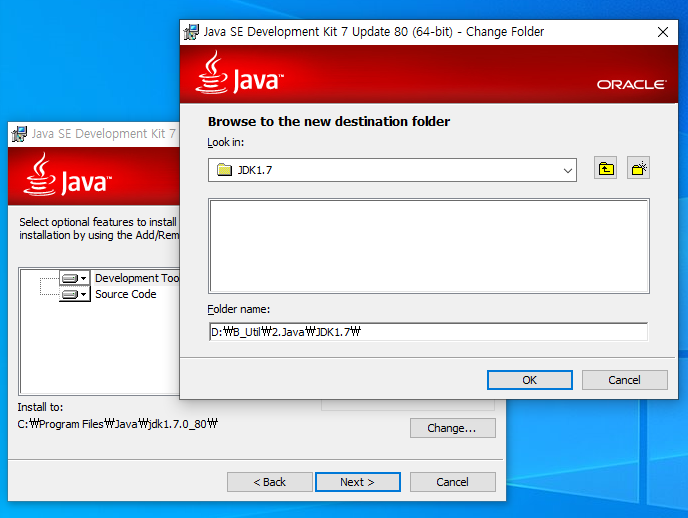 Java SE Development Kit 7 Update 80 (64-bit) - Change Folder
Java™
ORACLE
Browse to the new destination folder
Look in:
JDK1.7
Folder name:
D:₩B_Util₩2.Java₩JDK1.7₩
OK
Cancel
Java SE Development Kit 7
Java™
Select optional features to install
installation by using the Add/Rem
Development Too
Source Code
Install to:
C:₩Program Files₩Java₩jdk1.7.0_80₩
Change...
< Back
Next >
Cancel